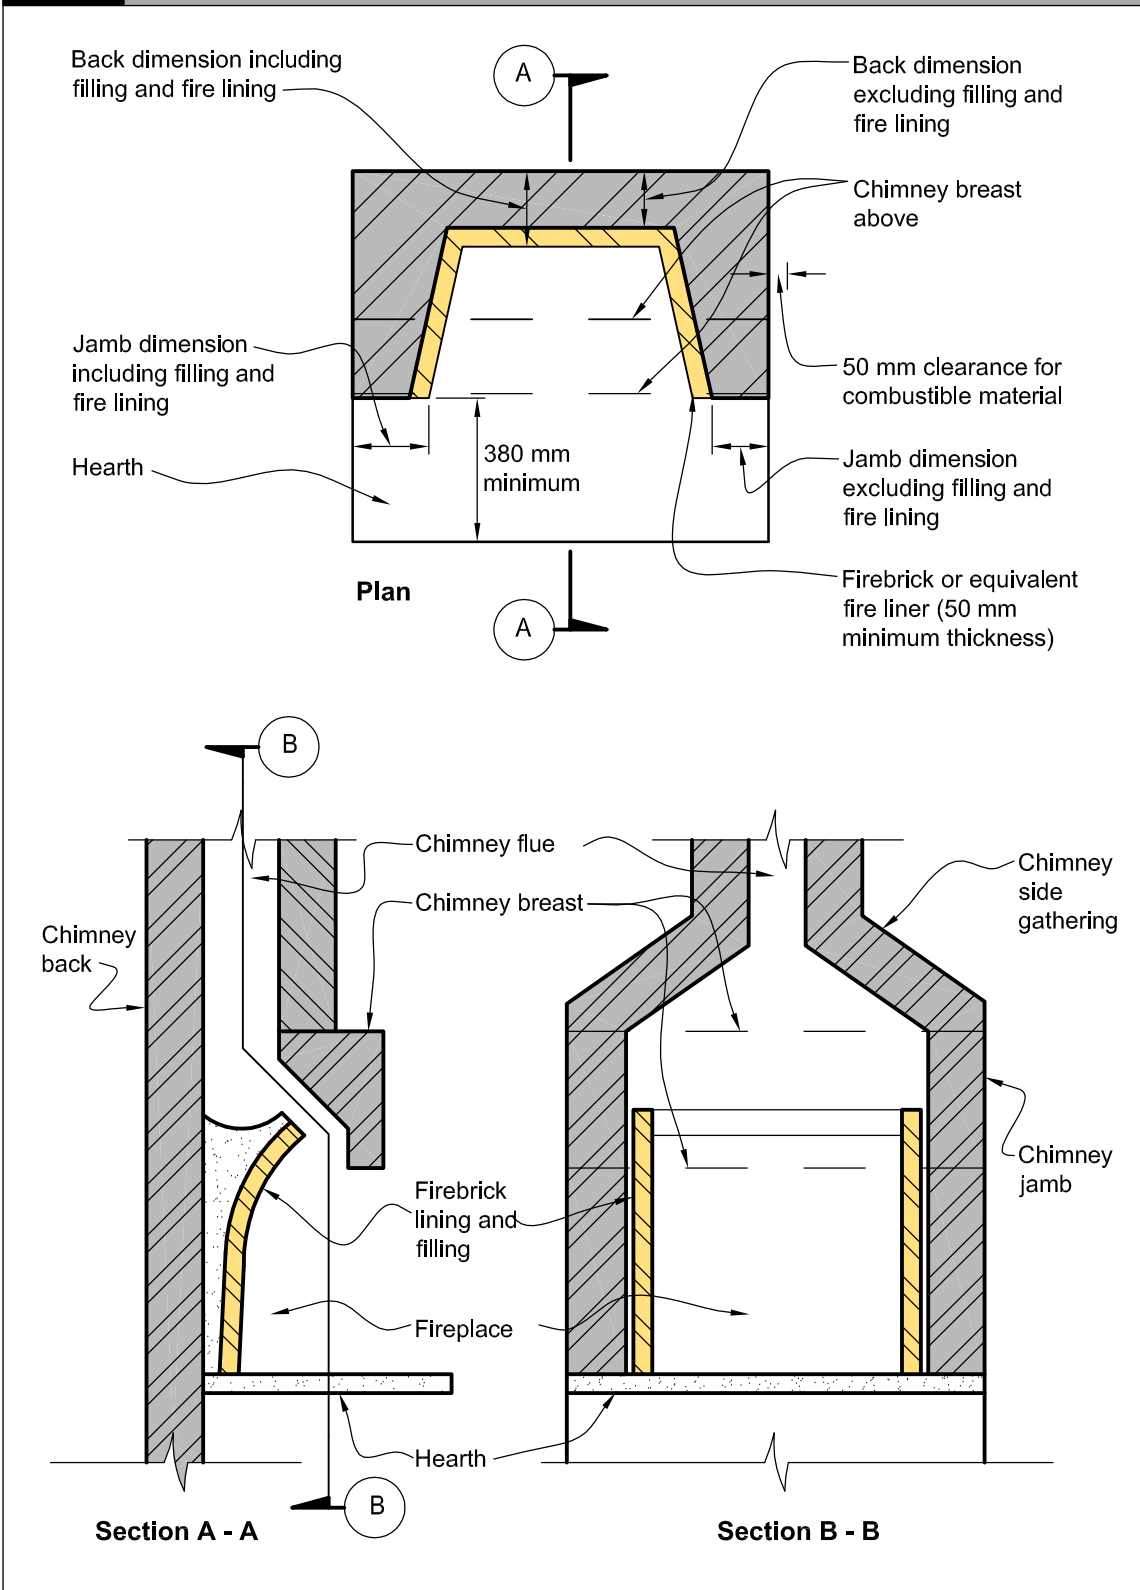 Back dimension including
filling and fire lining
A
Back dimension
excluding filling and
fire lining
Chimney breast
above
Jamb dimension
including filling and
fire lining
50 mm clearance for
combustible material
Hearth
380 mm
minimum
Jamb dimension
excluding filling and
fire lining
Plan
A
Firebrick or equivalent
fire liner (50 mm
minimum thickness)
B
Chimney flue
Chimney
side
gathering
Chimney breast
Chimney
back
Firebrick
lining and
filling
Chimney
jamb
Fireplace
Hearth
B
Section A - A
Section B - B